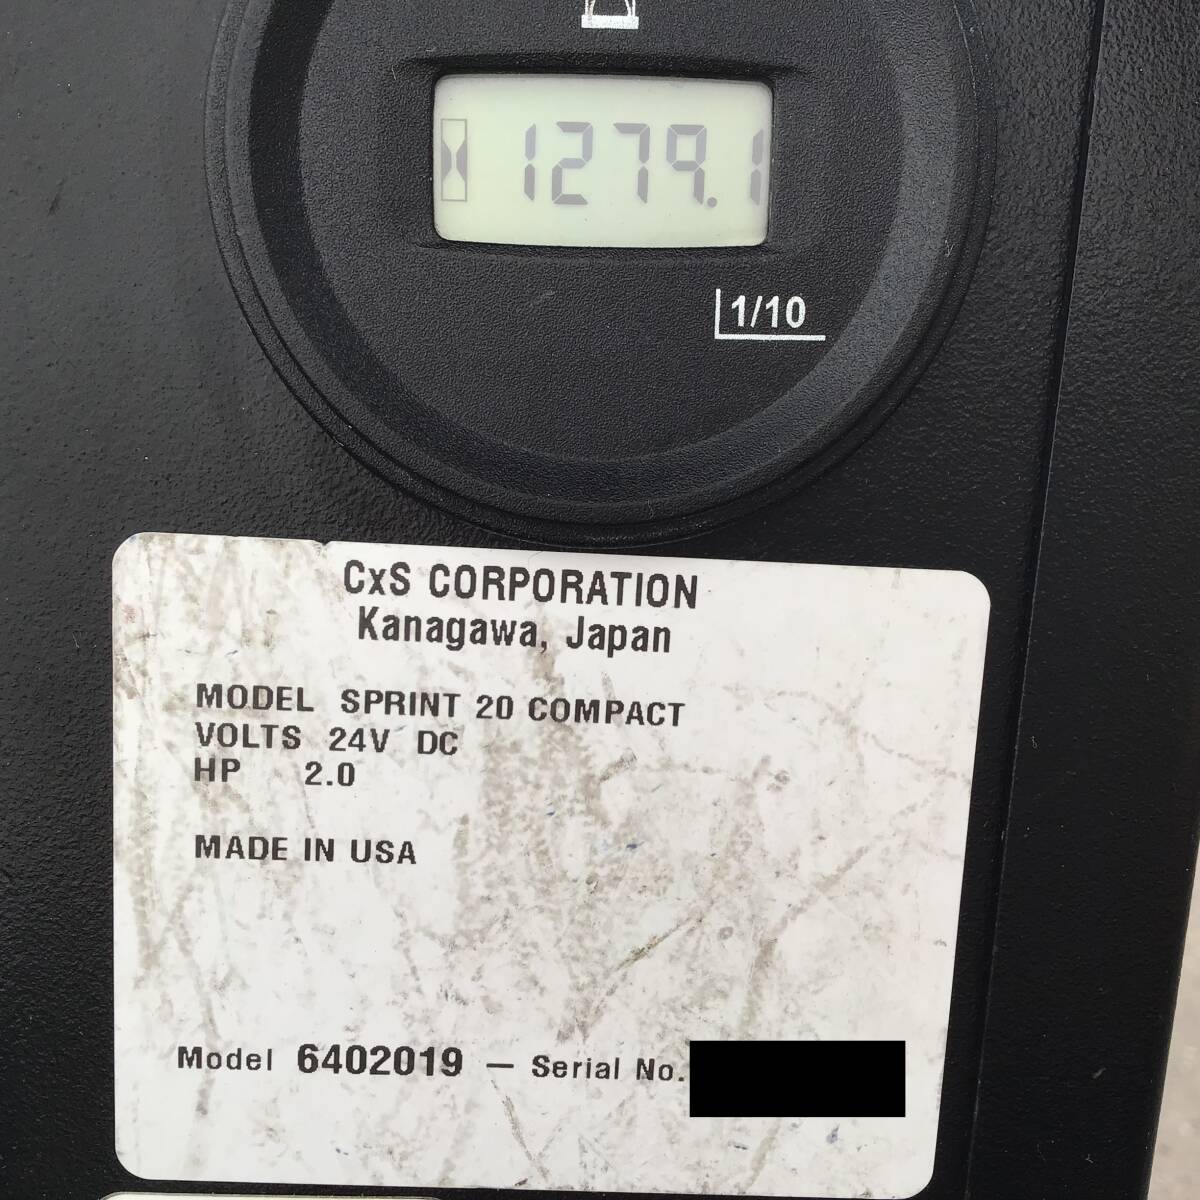 1279.1
1/10
CxS CORPORATION
Kanagawa, Japan
MODEL SPRINT 20 COMPACT
VOLTS 24V DC
HP 2.0
MADE IN USA
Model 6402019 — Serial No.